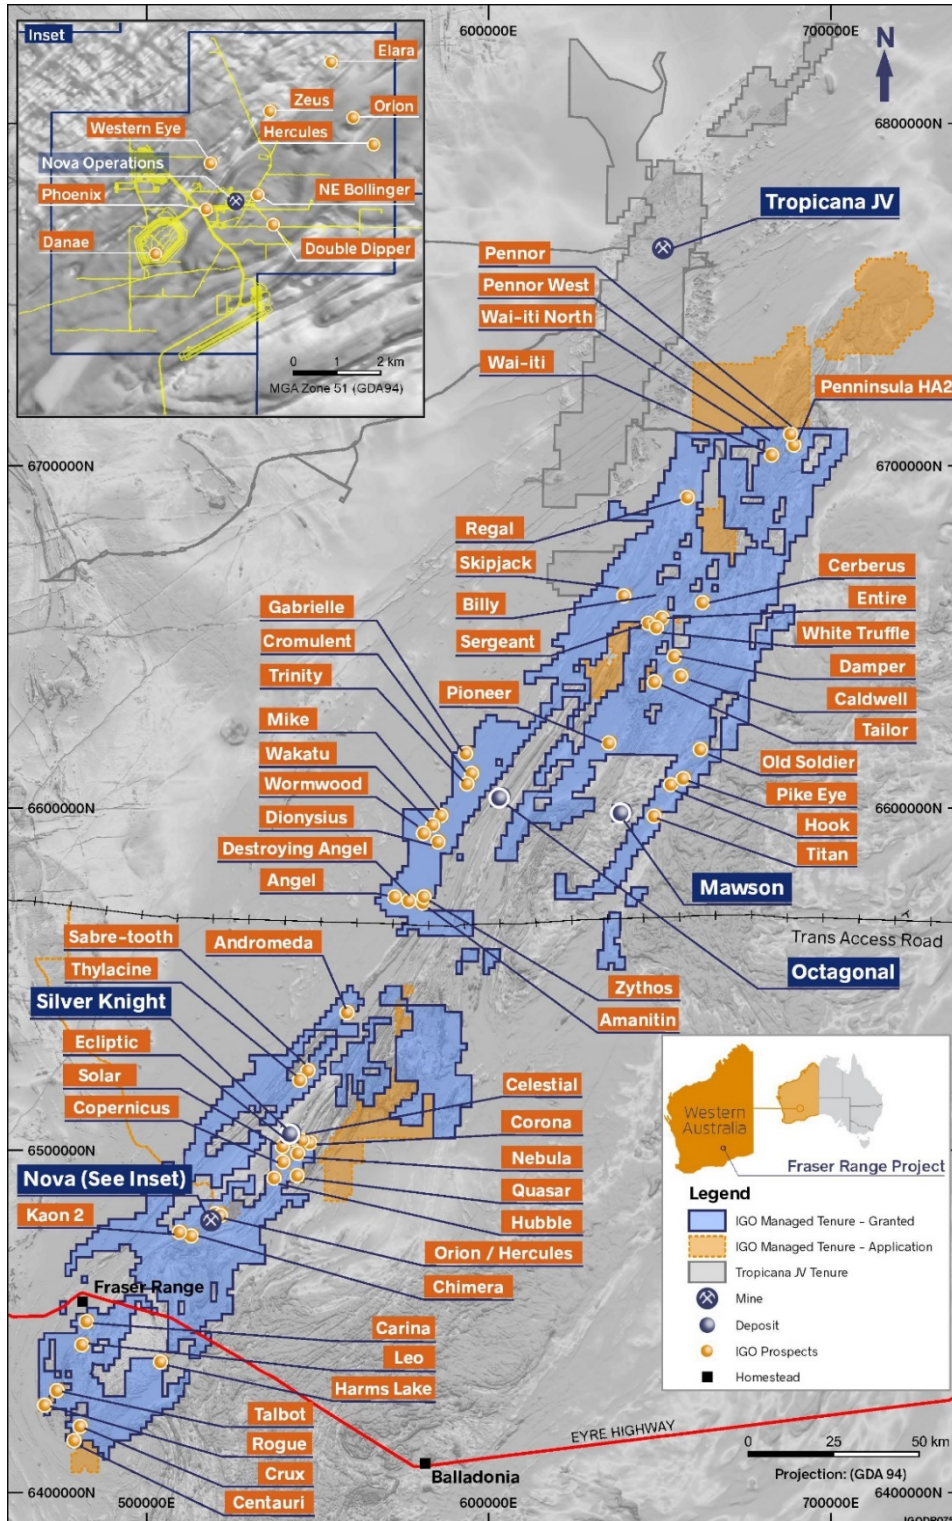 Inset
Elara
Zeus
Orion
Western Eye
Hercules
Nova Operations
Phoenix
NE Bollinger
Danae
Double Dipper
0 1 2 km
MGA Zone 51 (GDA94)
600000E
700000E
N
6800000N
Tropicana JV
Pennor
Pennor West
Wai-iti North
Wai-iti
Penninsula HA2
6700000N
6700000N
Regal
Skipjack
Billy
Sergeant
Cerberus
Entire
White Truffle
Damper
Caldwell
Tailor
Gabrielle
Cromulent
Trinity
Pioneer
Mike
Wakatu
Wormwood
Dionysius
Destroying Angel
Angel
Old Soldier
Pike Eye
Hook
Titan
6600000N
6600000N
Mawson
Trans Access Road
Octagonal
Sabre-tooth
Andromeda
Thylacine
Zythos
Amanitin
Silver Knight
Ecliptic
Solar
Copernicus
Celestial
Corona
Nebula
Quasar
Hubble
6500000N
Nova (See Inset)
Kaon 2
Orion / Hercules
Chimera
Western
Australia
Fraser Range Project
Legend
IGO Managed Tenure - Granted
IGO Managed Tenure - Application
Tropicana JV Tenure
Mine
Deposit
IGO Prospects
Homestead
Fraser Range
Carina
Leo
Harms Lake
Talbot
Rogue
Crux
Centauri
EYRE HIGHWAY
Balladonia
0 25 50 km
Projection: (GDA 94)
6400000N
500000E
600000E
700000E
6400000N